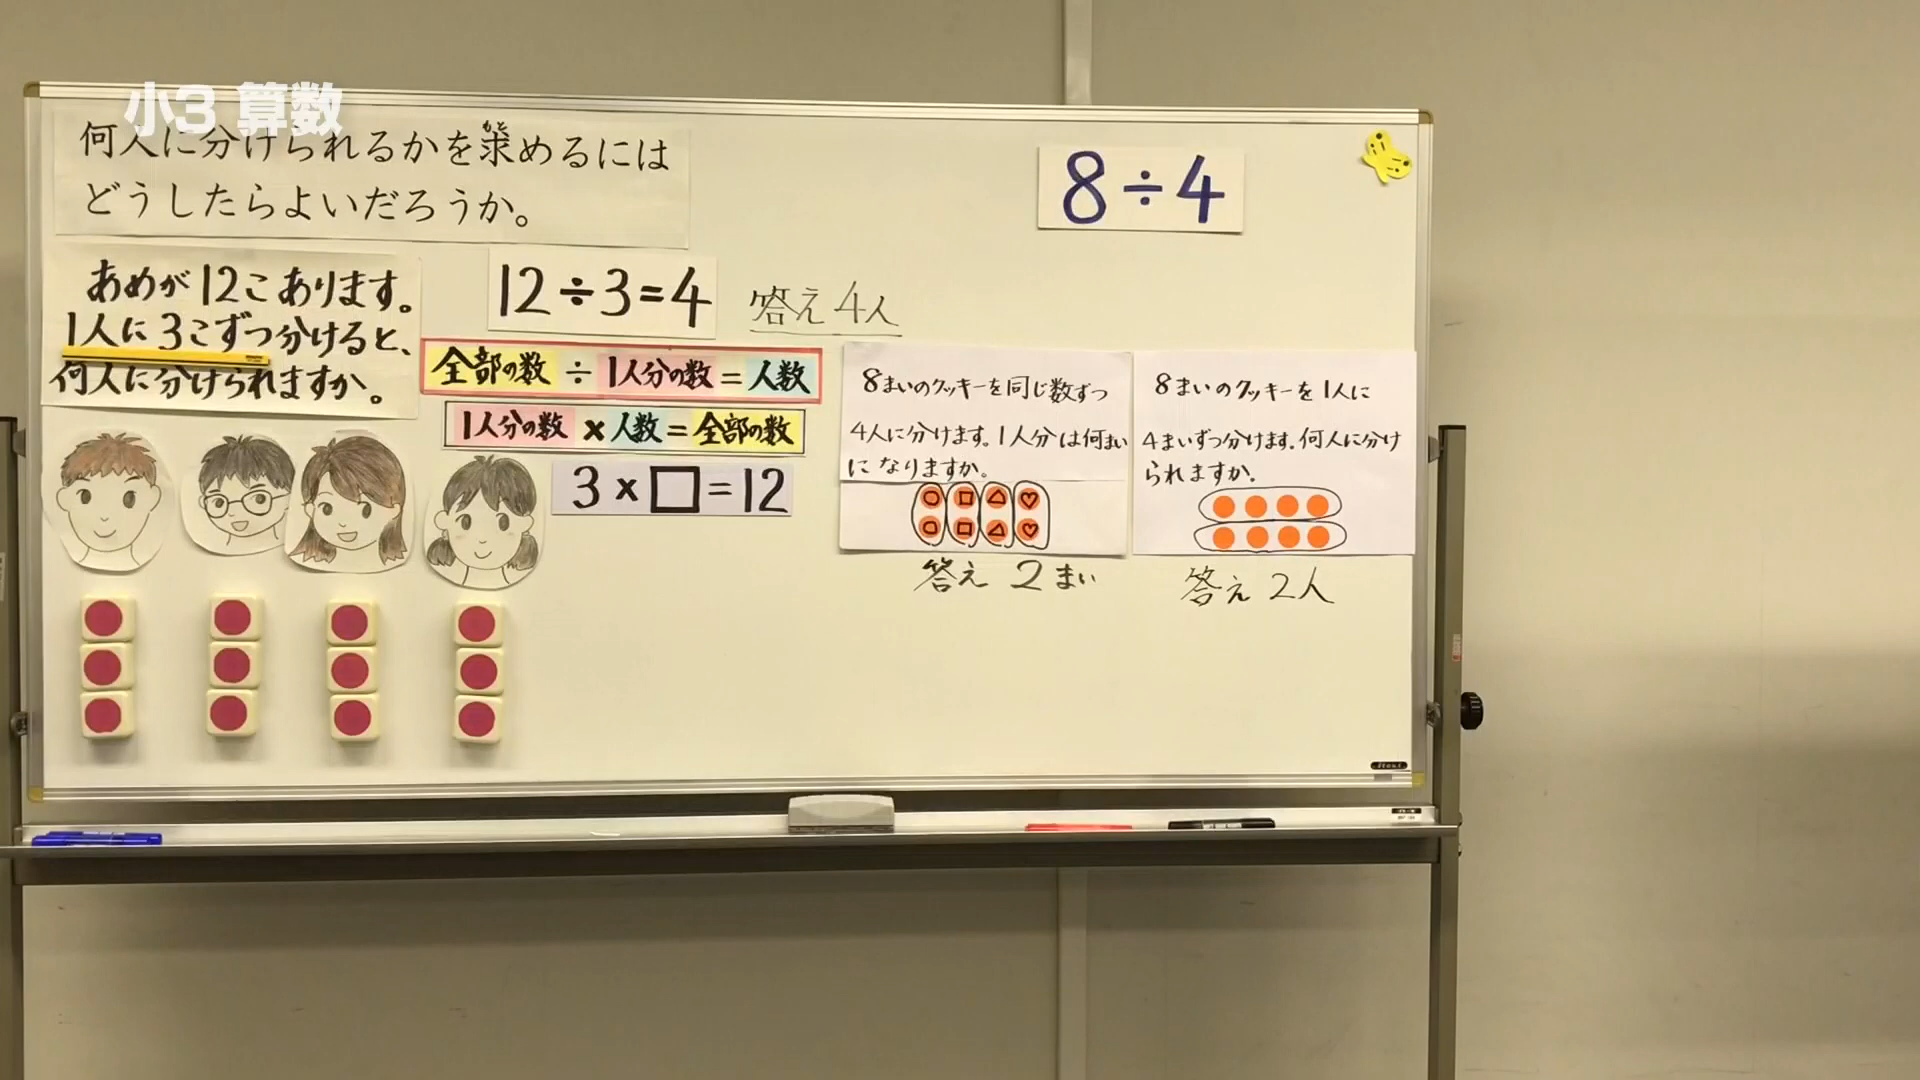 小3 算数
何人に分けられるかを求めるには
もと
どうしたらよいだろうか。
あめが12こあります。
1人に3こずつ分けると、
何人に分けられますか。
12÷3=4
答え4人
全部の数÷1人分の数=人数
1人分の数×人数=全部の数
3×□=12
8÷4
8まいのクッキーを同じ数ずつ
4人に分けます。1人分は何まい
になりますか。
答え 2まい
8まいのクッキーを1人に
4まいずつ分けます。何人に分け
られますか。
答え 2人